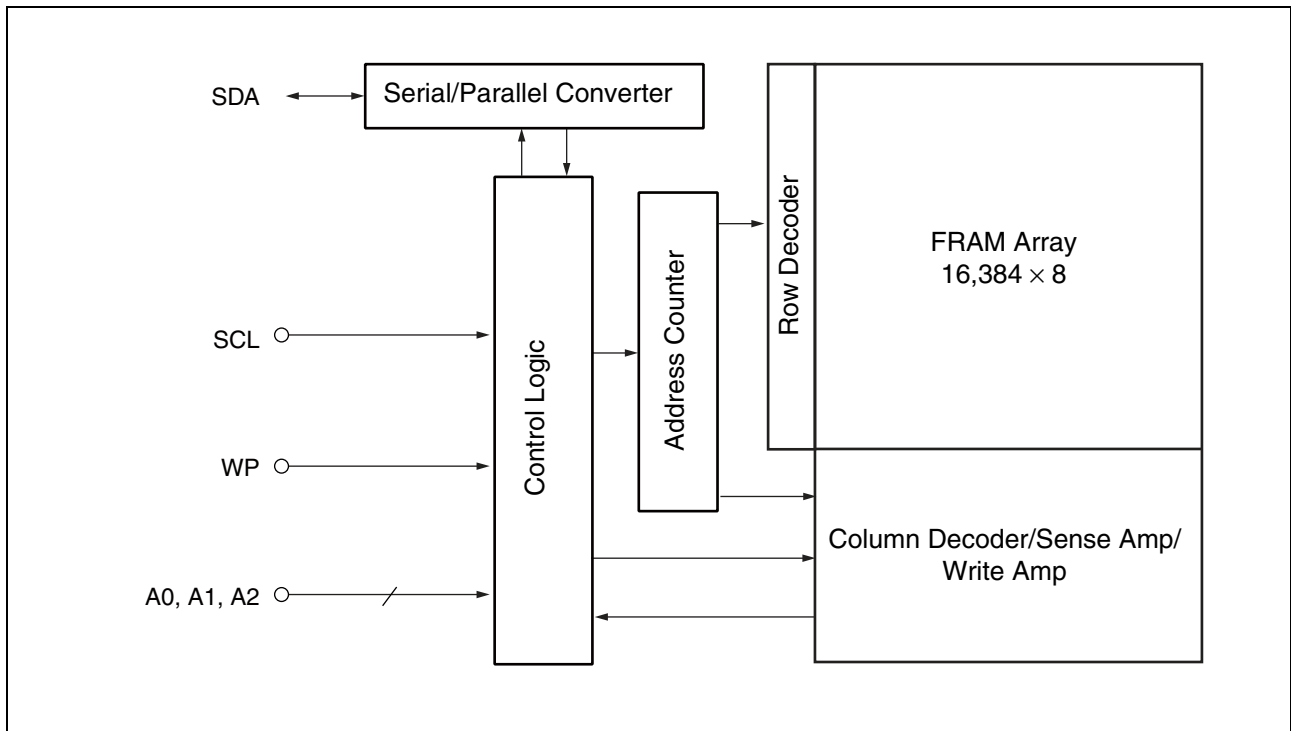 SDA
Serial/Parallel Converter
SCL
WP
A0, A1, A2
Control Logic
Address Counter
Row Decoder
FRAM Array
16,384 × 8
Column Decoder/Sense Amp/
Write Amp